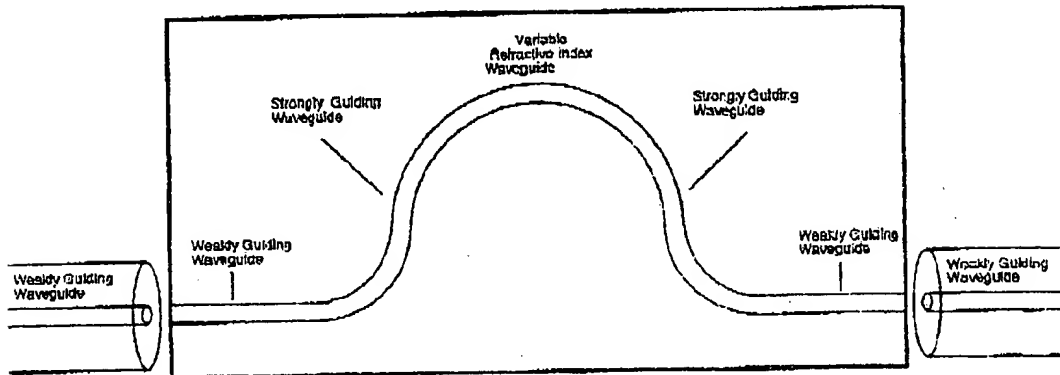 Variable
Refractive Index
Waveguide
Strongly Guiding
Waveguide
Strongly Guiding
Waveguide
Weakly Guiding
Waveguide
Weakly Guiding
Waveguide
Weakly Guiding
Waveguide
Weakly Guiding
Waveguide